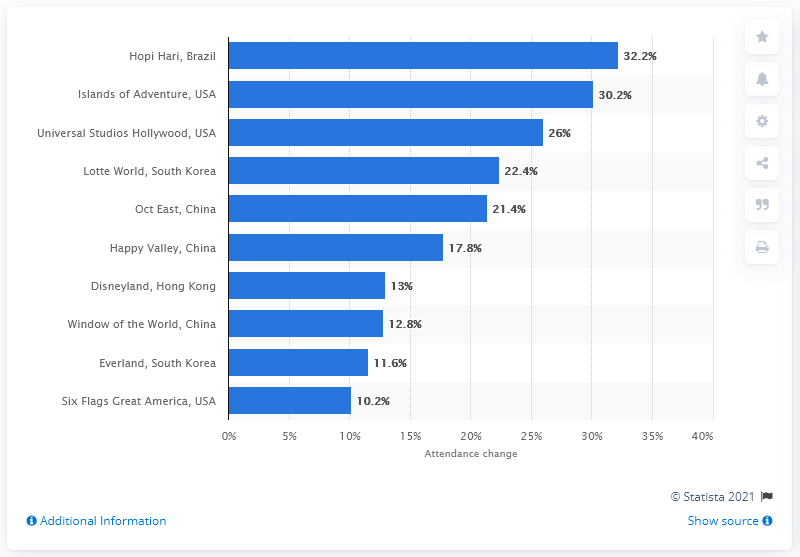 Hopi Hari, Brazil 32.2%
Islands of Adventure, USA 30.2%
Universal Studios Hollywood, USA 26%
Lotte World, South Korea 22.4%
Oct East, China 21.4%
Happy Valley, China 17.8%
Disneyland, Hong Kong 13%
Window of the World, China 12.8%
Everland, South Korea 11.6%
Six Flags Great America, USA 10.2%
0% 5% 10% 15% 20% 25% 30% 35% 40%
Attendance change
© Statista 2021
Additional Information Show source